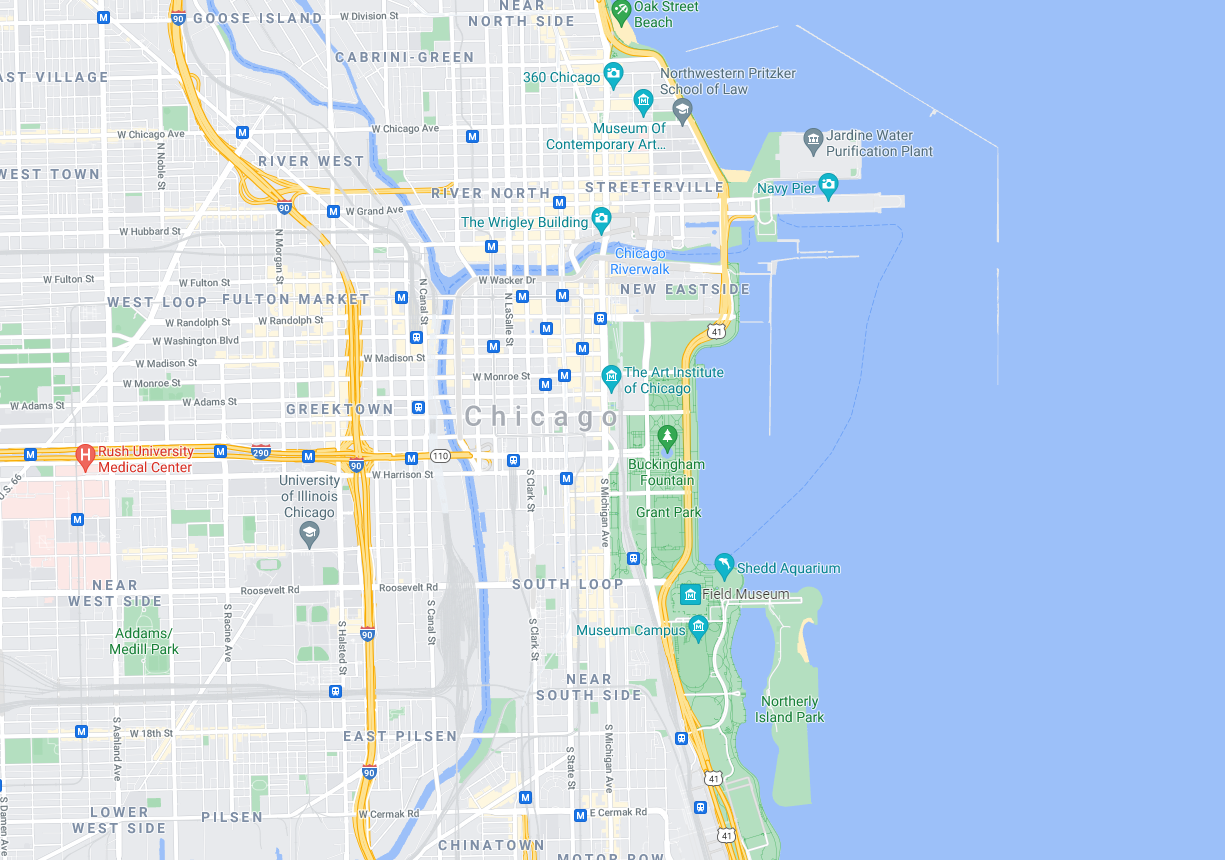 NEAR
NORTH SIDE
Oak Street
Beach
90
GOOSE ISLAND
W Division St
M
CABRINI-GREEN
360 Chicago
Northwestern Pritzker
School of Law
AST VILLAGE
Museum Of
Contemporary Art...
W Chicago Ave
M
W Chicago Ave
M
Jardine Water
Purification Plant
N Noble St
RIVER WEST
WEST TOWN
RIVER NORTH
STREETERVILLE
Navy Pier
M
90
M
W Grand Ave
The Wrigley Building
W Hubbard St
M
Chicago
Riverwalk
N Morgan St
W Fulton St
W Fulton St
W Wacker Dr
NEW EASTSIDE
N Canal St
N LaSalle St
WEST LOOP
FULTON MARKET
M
M
M
W Randolph St
W Randolph St
41
W Washington Blvd
M
M
M
W Madison St
W Madison St
W Monroe St
W Monroe St
M
M
The Art Institute
of Chicago
W Adams St
W Adams St
GREEKTOWN
Chicago
M
Rush University
Medical Center
H
M
290
M
90
M
110
W Harrison St
M
Buckingham
Fountain
U.S. 66
University
of Illinois
Chicago
S Clark St
S Michigan Ave
Grant Park
M
Shedd Aquarium
NEAR
WEST SIDE
Roosevelt Rd
Roosevelt Rd
SOUTH LOOP
Field Museum
S Racine Ave
S Halsted St
S Canal St
S Clark St
Addams/
Medill Park
90
Museum Campus
NEAR
SOUTH SIDE
Northerly
Island Park
M
W 18th St
S Ashland Ave
EAST PILSEN
S State St
S Michigan Ave
90
41
S Damen Ave
M
LOWER
WEST SIDE
PILSEN
W Cermak Rd
M
E Cermak Rd
41
CHINATOWN
MOTOR ROW